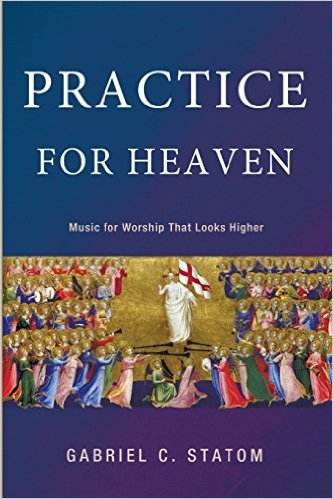 PRACTICE
FOR HEAVEN
Music for Worship That Looks Higher
GABRIEL C. STATOM